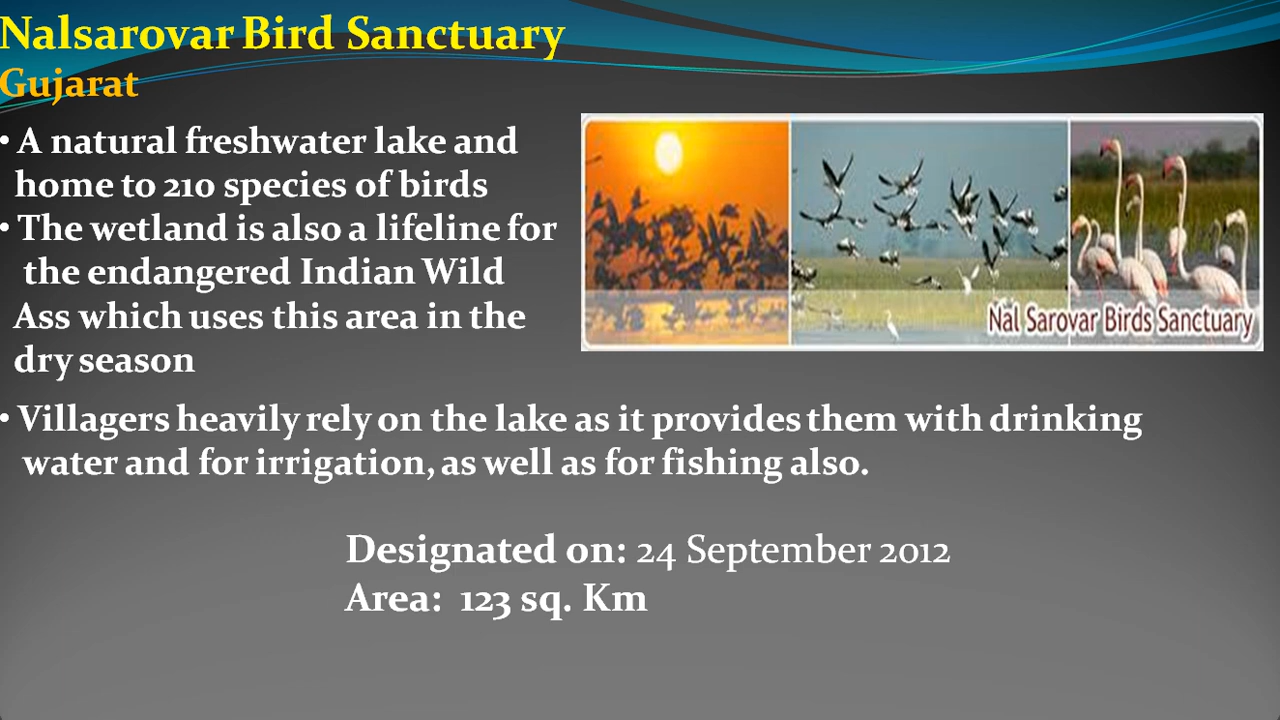 Nalsarovar Bird Sanctuary
Gujarat
• A natural freshwater lake and
home to 210 species of birds
• The wetland is also a lifeline for
the endangered Indian Wild
Ass which uses this area in the
dry season
Nal Sarovar Birds Sanctuary
• Villagers heavily rely on the lake as it provides them with drinking
water and for irrigation, as well as for fishing also.
Designated on: 24 September 2012
Area: 123 sq. Km